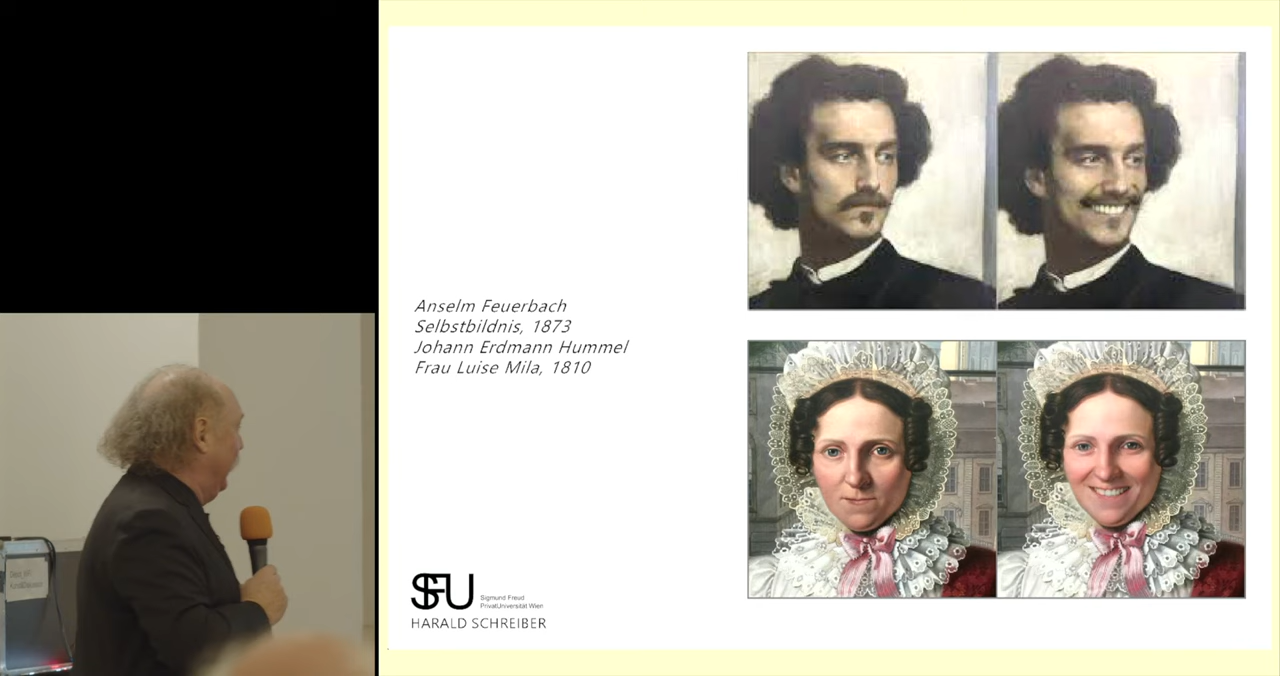 Anselm Feuerbach
Selbstbildnis, 1873
Johann Erdmann Hummel
Frau Luise Mila, 1810
SFU
Sigmund Freud
PrivatUniversität Wien
HARALD SCHREIBER